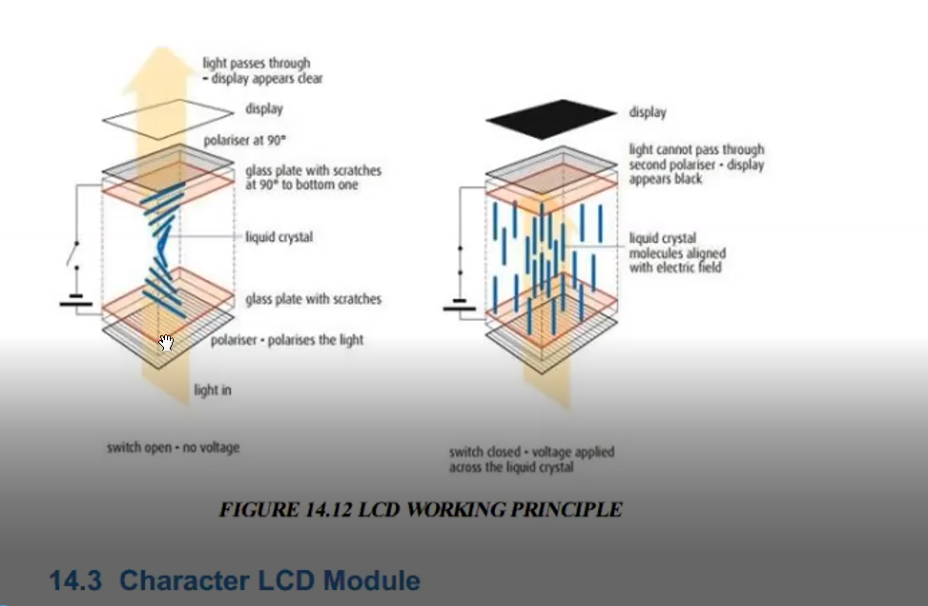 light passes through
- display appears clear
display
polariser at 90°
glass plate with scratches
at 90° to bottom one
liquid crystal
glass plate with scratches
polariser - polarises the light
light in
switch open - no voltage
display
light cannot pass through
second polariser - display
appears black
liquid crystal
molecules aligned
with electric field
switch closed - voltage applied
across the liquid crystal
FIGURE 14.12 LCD WORKING PRINCIPLE
14.3 Character LCD Module